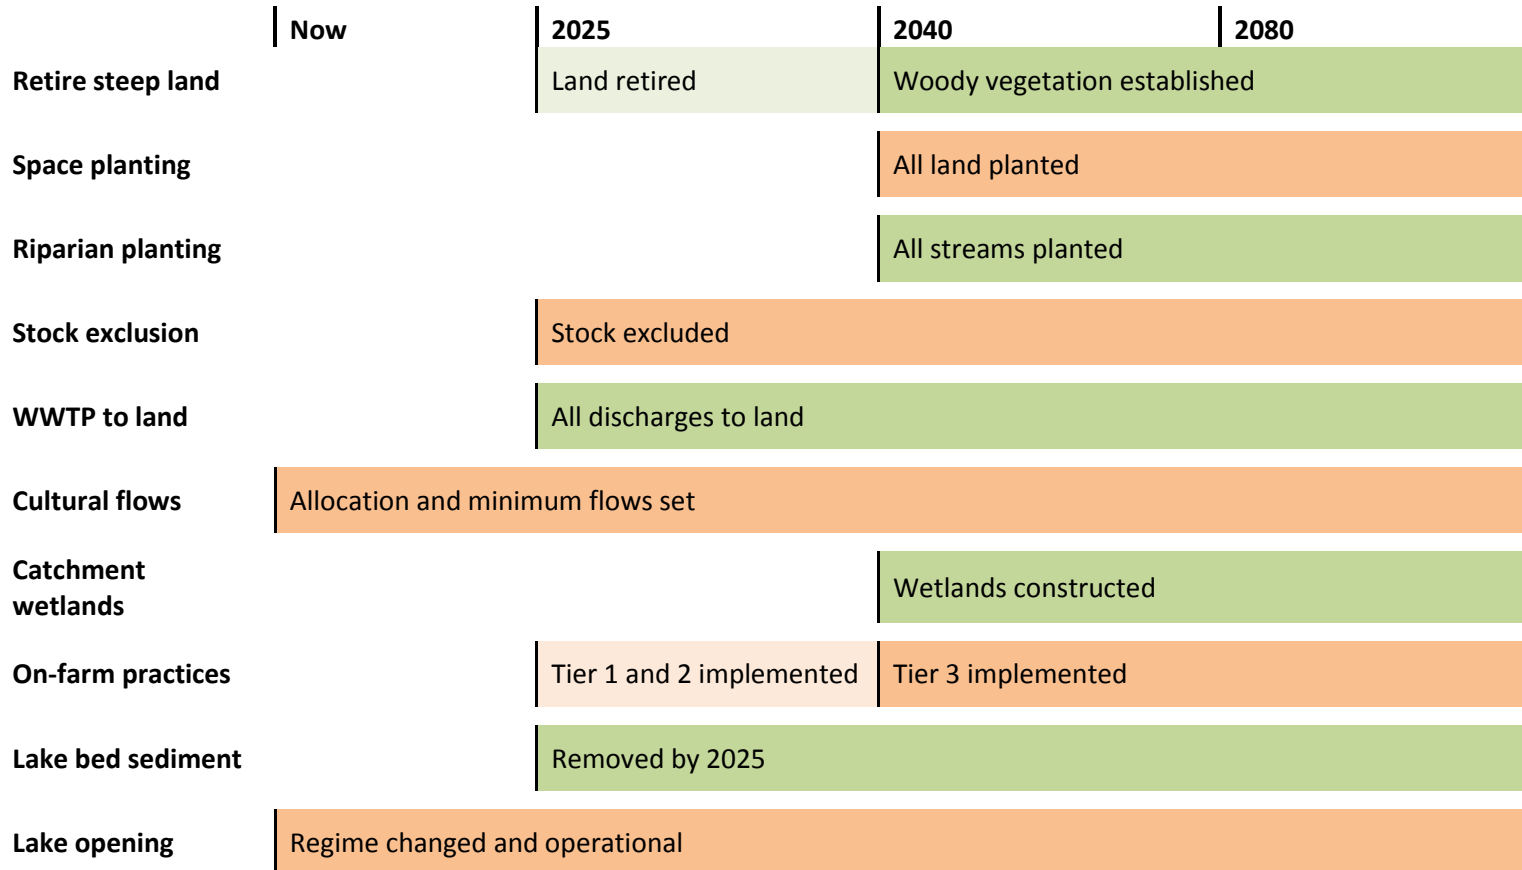 Now 2025 2040 2080
Retire steep land Land retired Woody vegetation established
Space planting All land planted
Riparian planting All streams planted
Stock exclusion Stock excluded
WWTP to land All discharges to land
Cultural flows Allocation and minimum flows set
Catchment
wetlands Wetlands constructed
On-farm practices Tier 1 and 2 implemented Tier 3 implemented
Lake bed sediment Removed by 2025
Lake opening Regime changed and operational